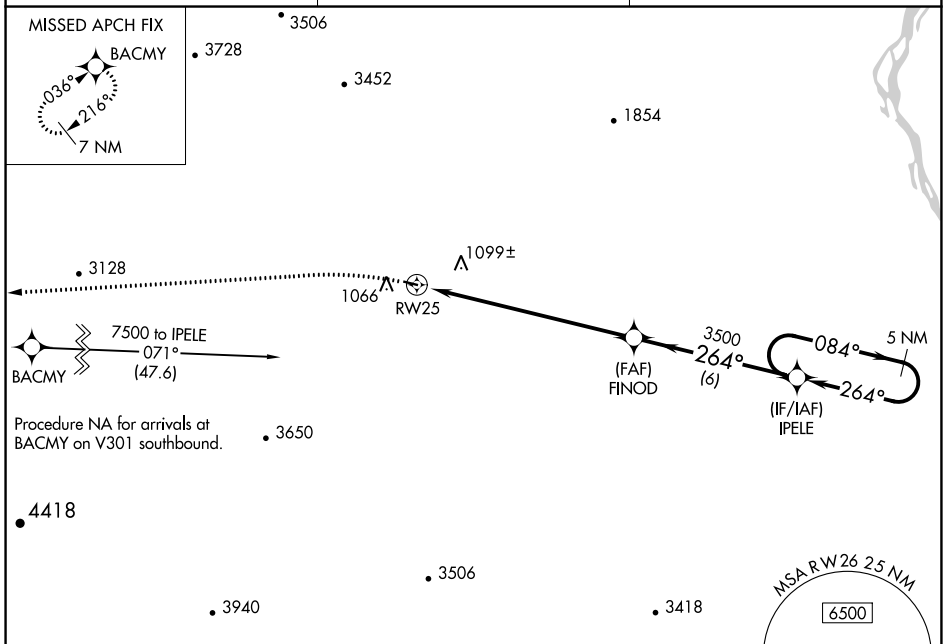 MISSED APCH FIX
BACMY
036°
216°
7 NM
3506
3728
3452
1854
3128
1099±
1066
RW25
7500 to IPELE
071°
(47.6)
BACMY
3500
264°
(6)
(FAF)
FINOD
084°
5 NM
264°
(IF/IAF)
IPELE
Procedure NA for arrivals at
BACMY on V301 southbound.
3650
4418
3506
3940
3418
MSA RW26 25 NM
6500